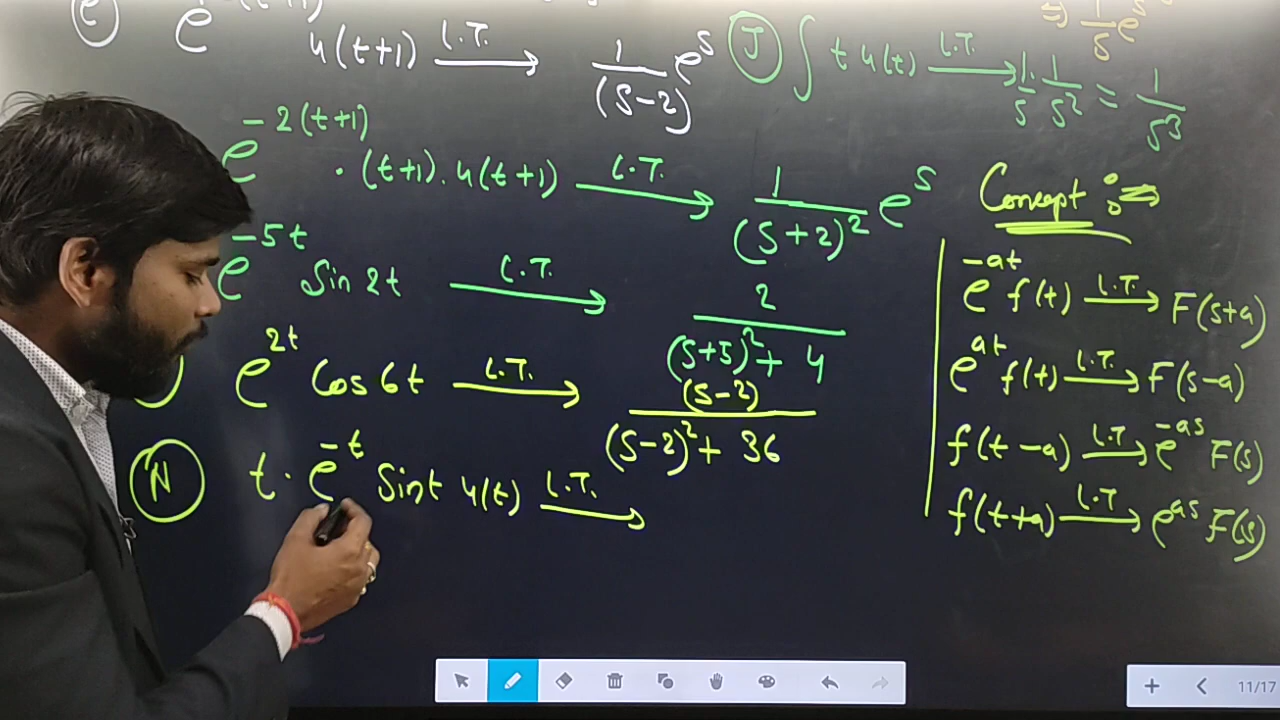 u(t+1) L.T. → 1/(s-2) e^s
J ∫ t u(t) L.T. → 1/s · 1/s² = 1/s³
e^-2(t+1) · (t+1). u(t+1) L.T. → 1/(s+2)² e^s
e^-5t Sin 2t L.T. → 2/((s+5)²+4)
e^2t Cos 6t L.T. → (s-2)/((s-2)²+36)
N t. e^-t Sint u(t) L.T. →
Concept :⇒
e^-at f(t) L.T. → F(s+a)
e^at f(t) L.T. → F(s-a)
f(t-a) L.T → e^-as F(s)
f(t+a) L.T → e^as F(s)
11/17